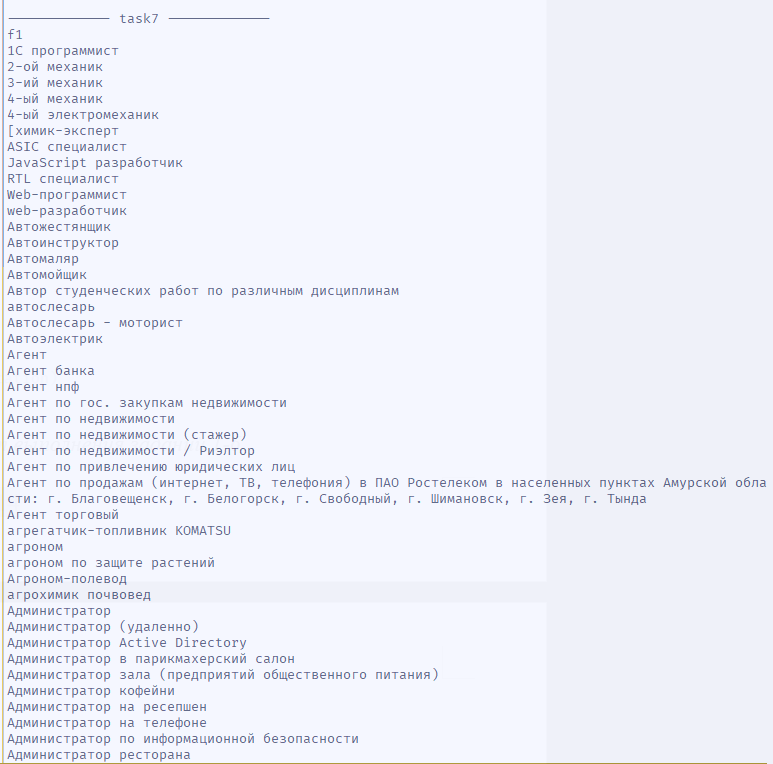 ———————————— task7 ————————————
f1
1С программист
2-ой механик
3-ий механик
4-ый механик
4-ый электромеханик
[химик-эксперт
ASIC специалист
JavaScript разработчик
RTL специалист
Web-программист
web-разработчик
Автожестянщик
Автоинструктор
Автомаляр
Автомойщик
Автор студенческих работ по различным дисциплинам
автослесарь
Автослесарь - моторист
Автоэлектрик
Агент
Агент банка
Агент нпф
Агент по гос. закупкам недвижимости
Агент по недвижимости
Агент по недвижимости (стажер)
Агент по недвижимости / Риэлтор
Агент по привлечению юридических лиц
Агент по продажам (интернет, ТВ, телефония) в ПАО Ростелеком в населенных пунктах Амурской обла
сти: г. Благовещенск, г. Белогорск, г. Свободный, г. Шимановск, г. Зея, г. Тында
Агент торговый
агрегатчик-топливник KOMATSU
агроном
агроном по защите растений
Агроном-полевод
агрохимик почвовед
Администратор
Администратор (удаленно)
Администратор Active Directory
Администратор в парикмахерский салон
Администратор зала (предприятий общественного питания)
Администратор кофейни
Администратор на ресепшен
Администратор на телефоне
Администратор по информационной безопасности
Администратор ресторана